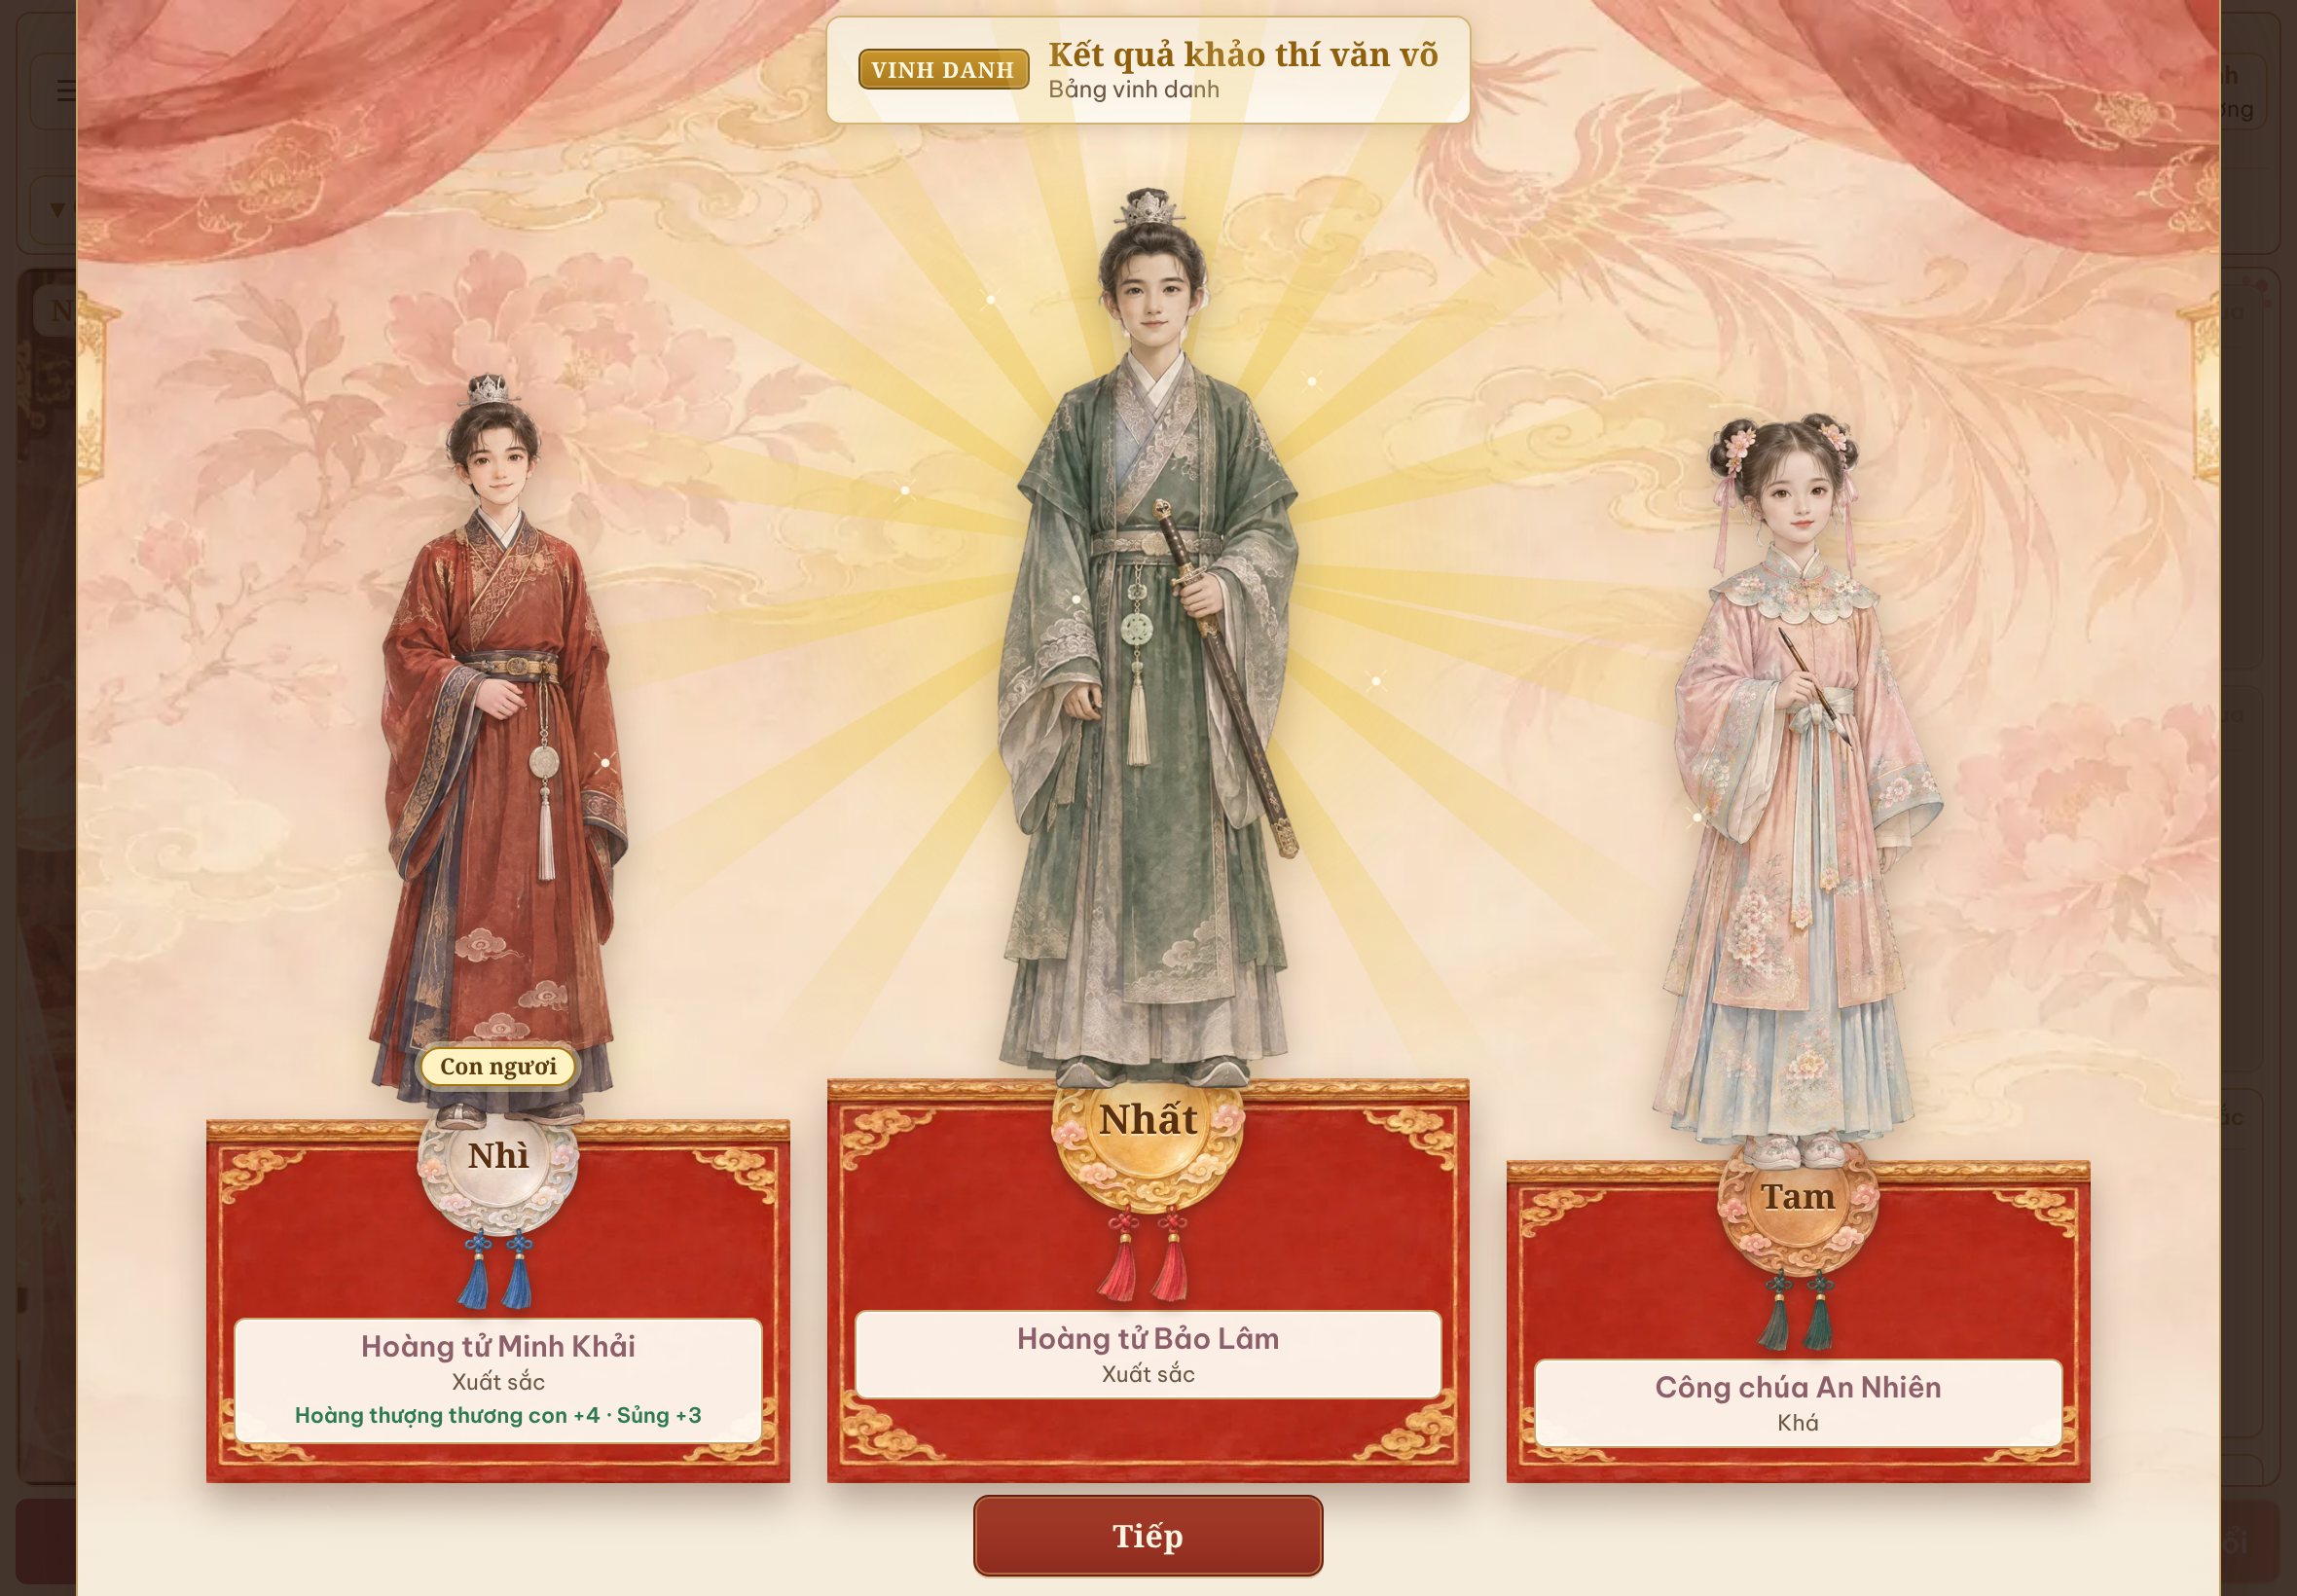 VINH DANH
Kết quả khảo thí văn võ
Bảng vinh danh
Con ngươi
Nhì
Hoàng tử Minh Khải
Xuất sắc
Hoàng thượng thương con +4 · Sủng +3
Nhất
Hoàng tử Bảo Lâm
Xuất sắc
Tam
Công chúa An Nhiên
Khá
Tiếp